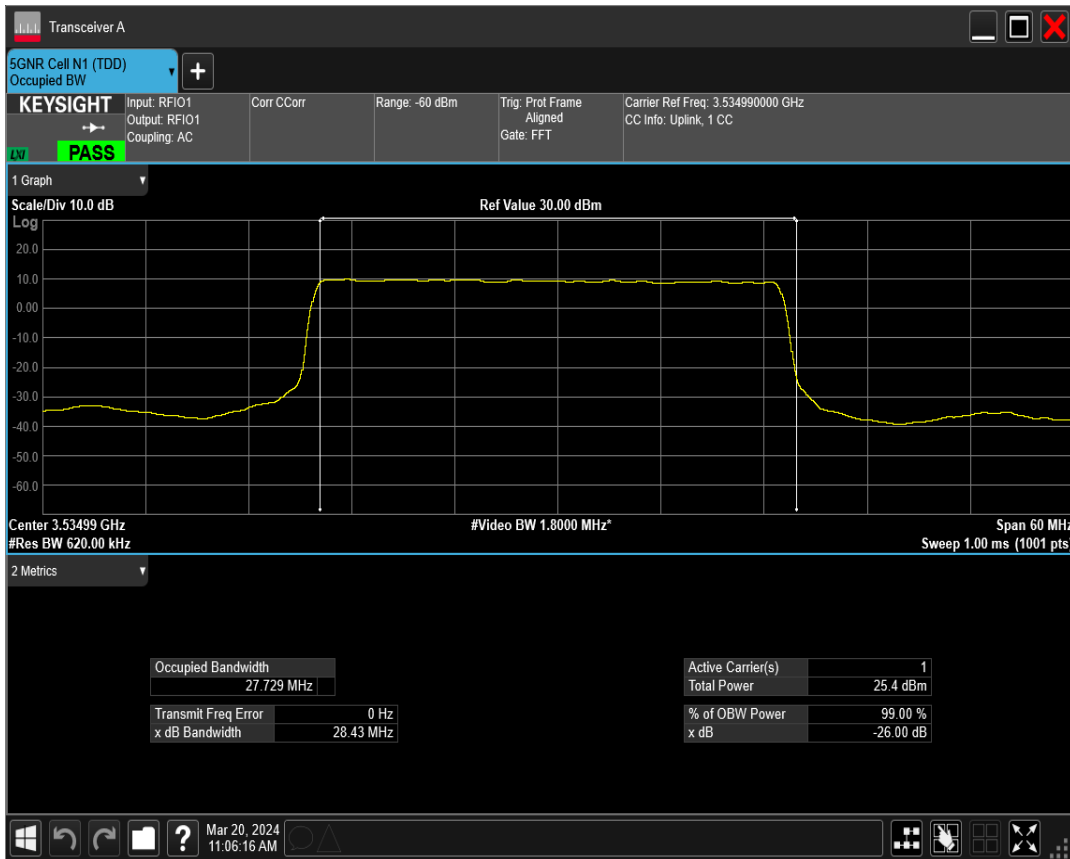 Transceiver A
5GNR Cell N1 (TDD)
Occupied BW
KEYSIGHT
LXI
PASS
Input: RFIO1
Output: RFIO1
Coupling: AC
Corr CCorr
Range: -60 dBm
Trig: Prot Frame
Aligned
Gate: FFT
Carrier Ref Freq: 3.534990000 GHz
CC Info: Uplink, 1 CC
1 Graph
Scale/Div 10.0 dB
Ref Value 30.00 dBm
Log
20.0
10.0
0.00
-10.0
-20.0
-30.0
-40.0
-50.0
-60.0
Center 3.53499 GHz
#Video BW 1.8000 MHz*
Span 60 MHz
#Res BW 620.00 kHz
Sweep 1.00 ms (1001 pts)
2 Metrics
Occupied Bandwidth
27.729 MHz
Transmit Freq Error 0 Hz
x dB Bandwidth 28.43 MHz
Active Carrier(s) 1
Total Power 25.4 dBm
% of OBW Power 99.00 %
x dB -26.00 dB
?
Mar 20, 2024
11:06:16 AM